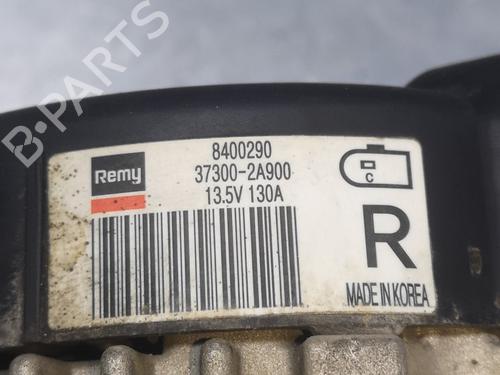 B-PARTS
Remy
8400290
37300-2A900
13.5V 130A
C
R
MADE IN KOREA